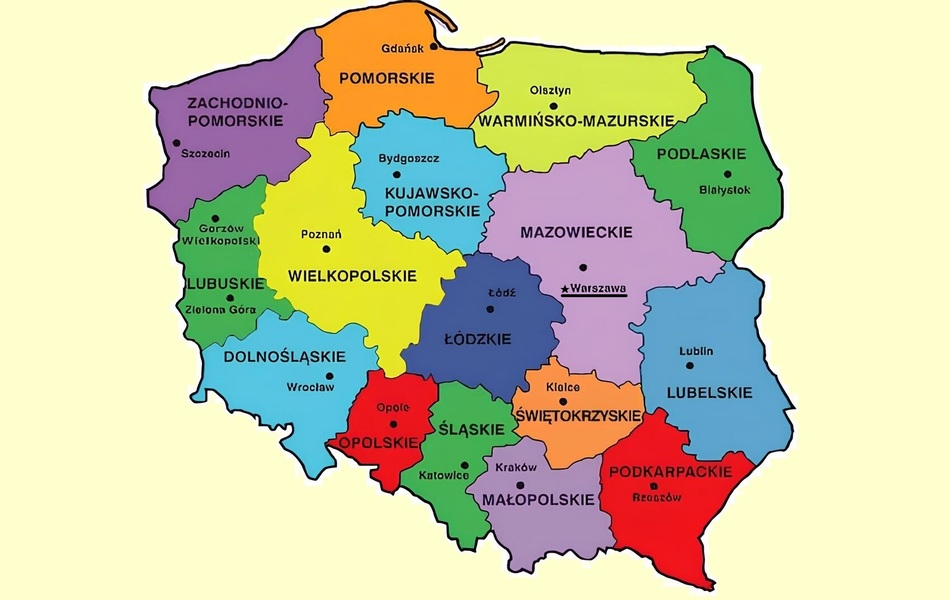 Gdańsk
POMORSKIE
ZACHODNIO-
POMORSKIE
Szczecin
Olsztyn
WARMIŃSKO-MAZURSKIE
PODLASKIE
Białystok
Bydgoszcz
KUJAWSKO-
POMORSKIE
Gorzów
Wielkopolski
LUBUSKIE
Zielona Góra
Poznań
WIELKOPOLSKIE
MAZOWIECKIE
★Warszawa
Łódź
ŁÓDZKIE
DOLNOŚLĄSKIE
Wrocław
Lublin
LUBELSKIE
Opole
OPOLSKIE
ŚLĄSKIE
Katowice
Kielce
ŚWIĘTOKRZYSKIE
Kraków
MAŁOPOLSKIE
PODKARPACKIE
Rzeszów